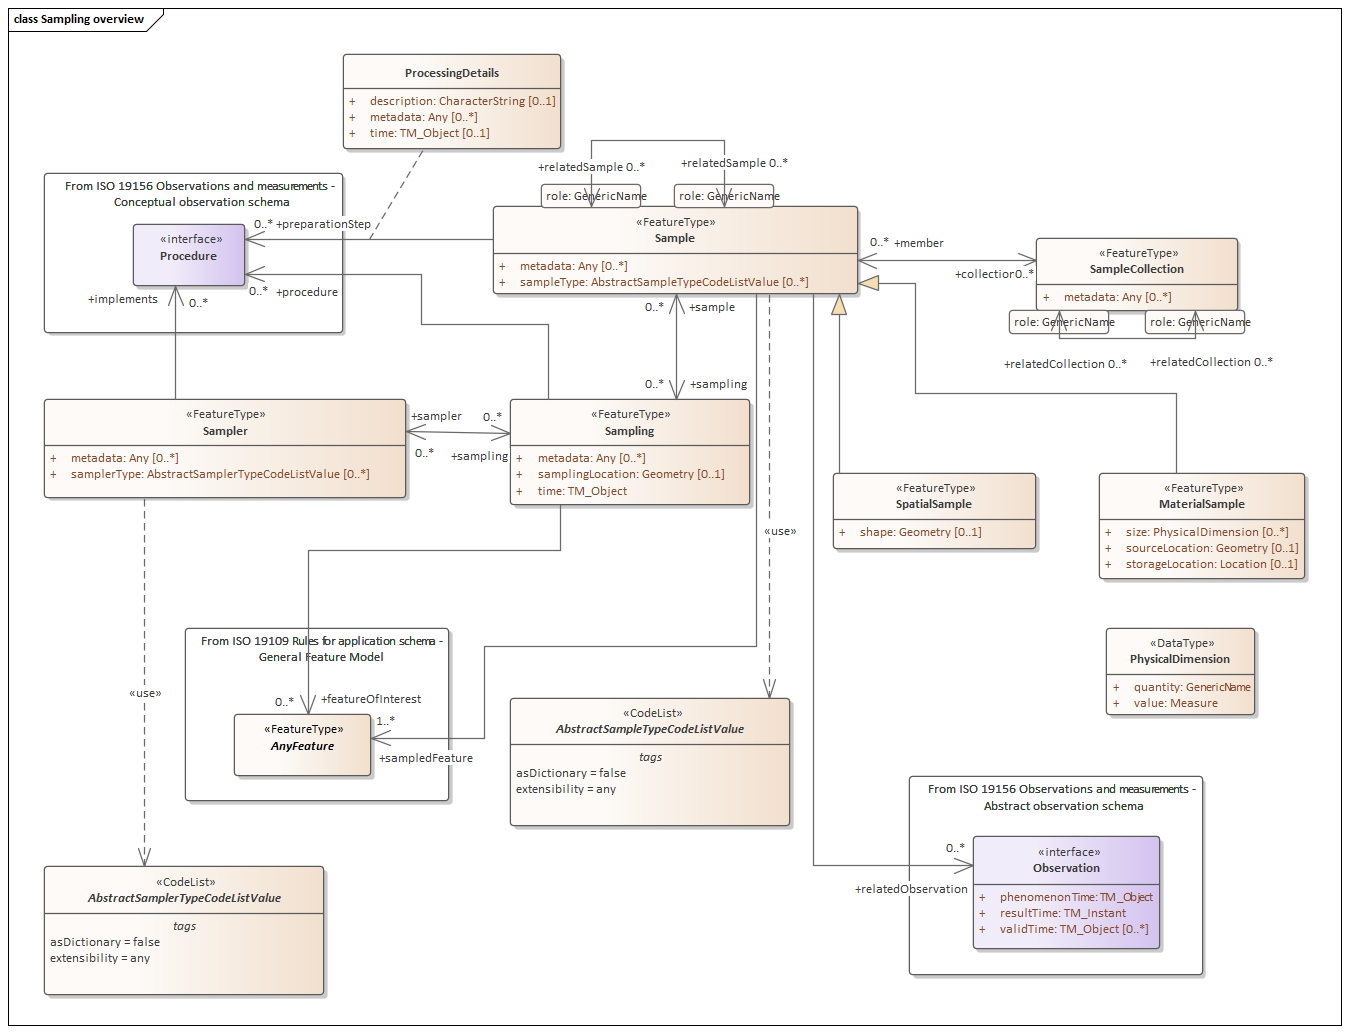 class Sampling overview
ProcessingDetails
+ description: CharacterString [0..1]
+ metadata: Any [0..*]
+ time: TM_Object [0..1]
+relatedSample 0..*
+relatedSample 0..*
role: GenericName
role: GenericName
From ISO 19156 Observations and measurements -
Conceptual observation schema
«interface»
Procedure
0..* +preparationStep
0..* +procedure
+implements
0..*
«FeatureType»
Sample
+ metadata: Any [0..*]
+ sampleType: AbstractSampleTypeCodeListValue [0..*]
0..* +member
+collection 0..*
«FeatureType»
SampleCollection
+ metadata: Any [0..*]
role: GenericName
role: GenericName
+relatedCollection 0..*
+relatedCollection 0..*
0..* +sample
0..* +sampling
«FeatureType»
Sampler
+ metadata: Any [0..*]
+ samplerType: AbstractSamplerTypeCodeListValue [0..*]
+sampler
0..*
0..*
+sampling
«FeatureType»
Sampling
+ metadata: Any [0..*]
+ samplingLocation: Geometry [0..1]
+ time: TM_Object
«use»
«FeatureType»
SpatialSample
+ shape: Geometry [0..1]
«FeatureType»
MaterialSample
+ size: PhysicalDimension [0..*]
+ sourceLocation: Geometry [0..1]
+ storageLocation: Location [0..1]
From ISO 19109 Rules for application schema -
General Feature Model
0..* +featureOfInterest
«FeatureType»
AnyFeature
1..*
+sampledFeature
«use»
«CodeList»
AbstractSampleTypeCodeListValue
tags
asDictionary = false
extensibility = any
«DataType»
PhysicalDimension
+ quantity: GenericName
+ value: Measure
From ISO 19156 Observations and measurements -
Abstract observation schema
0..*
+relatedObservation
«interface»
Observation
+ phenomenonTime: TM_Object
+ resultTime: TM_Instant
+ validTime: TM_Object [0..*]
«CodeList»
AbstractSamplerTypeCodeListValue
tags
asDictionary = false
extensibility = any